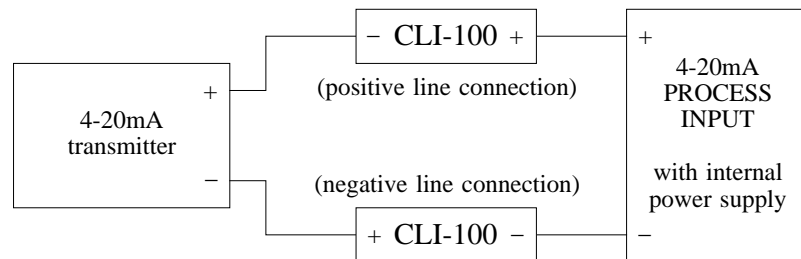 − CLI-100 +
(positive line connection)
+
4-20mA
transmitter
−
(negative line connection)
+ CLI-100 −
+
4-20mA
PROCESS
INPUT
with internal
power supply
−